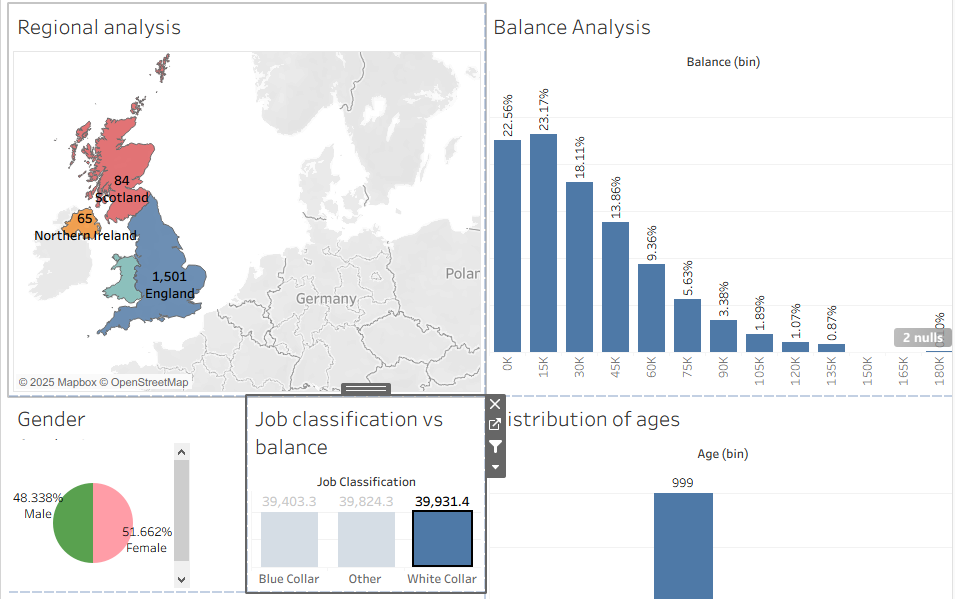 Regional analysis
84
Scotland
65
Northern Ireland
1,501
England
Germany
Polan
© 2025 Mapbox © OpenStreetMap
Balance Analysis
Balance (bin)
22.56%
23.17%
18.11%
13.86%
9.36%
5.63%
3.38%
1.89%
1.07%
0.87%
2 nulls
0K
15K
30K
45K
60K
75K
90K
105K
120K
135K
150K
165K
180K
Gender
48.338%
Male
51.662%
Female
Job classification vs
balance
Job Classification
39,403.3 39,824.3 39,931.4
Blue Collar Other White Collar
istribution of ages
Age (bin)
999